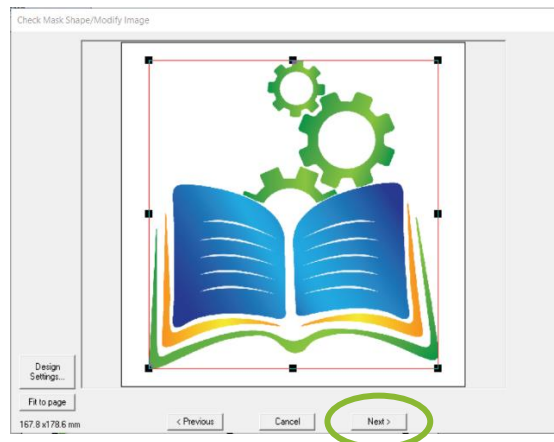 Check Mask Shape/Modify Image
Design
Settings...
Fit to page
167.8 x178.6 mm
< Previous
Cancel
Next >